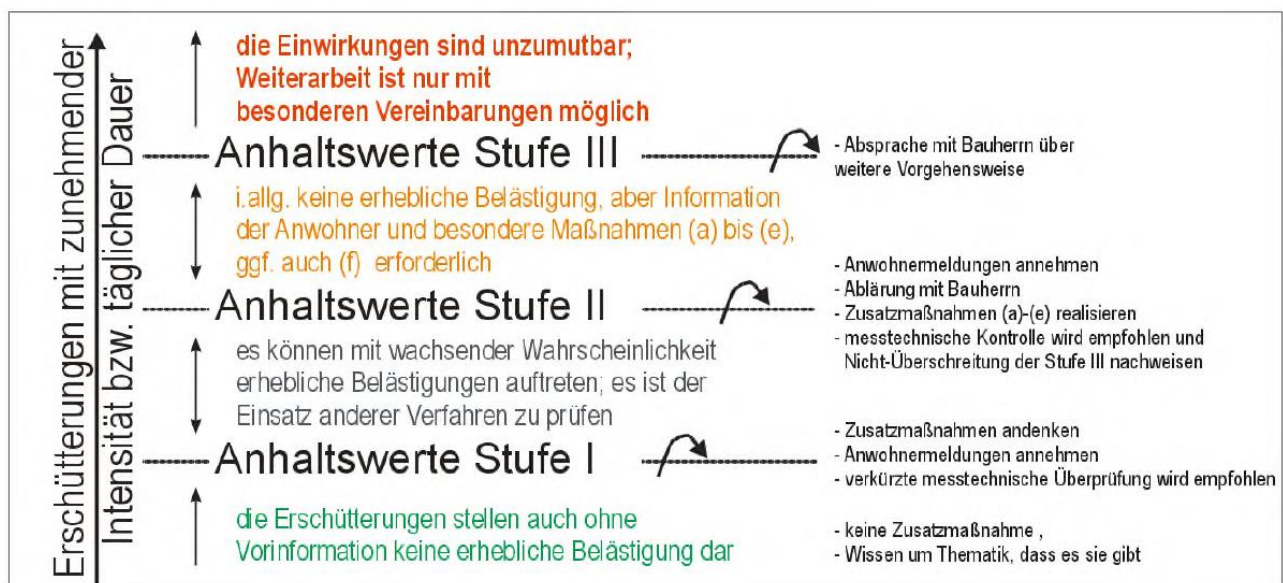 Erschütterungen mit zunehmender
Intensität bzw. täglicher Dauer
die Einwirkungen sind unzumutbar;
Weiterarbeit ist nur mit
besonderen Vereinbarungen möglich
Anhaltswerte Stufe III
- Absprache mit Bauherrn über
weitere Vorgehensweise
i.allg. keine erhebliche Belästigung, aber Information
der Anwohner und besondere Maßnahmen (a) bis (e),
ggf. auch (f) erforderlich
Anhaltswerte Stufe II
- Anwohnermeldungen annehmen
- Ablärung mit Bauherrn
- Zusatzmaßnahmen (a)-(e) realisieren
- messtechnische Kontrolle wird empfohlen und
Nicht-Überschreitung der Stufe III nachweisen
es können mit wachsender Wahrscheinlichkeit
erhebliche Belästigungen auftreten; es ist der
Einsatz anderer Verfahren zu prüfen
Anhaltswerte Stufe I
- Zusatzmaßnahmen andenken
- Anwohnermeldungen annehmen
- verkürzte messtechnische Überprüfung wird empfohlen
die Erschütterungen stellen auch ohne
Vorinformation keine erhebliche Belästigung dar
- keine Zusatzmaßnahme ,
- Wissen um Thematik, dass es sie gibt